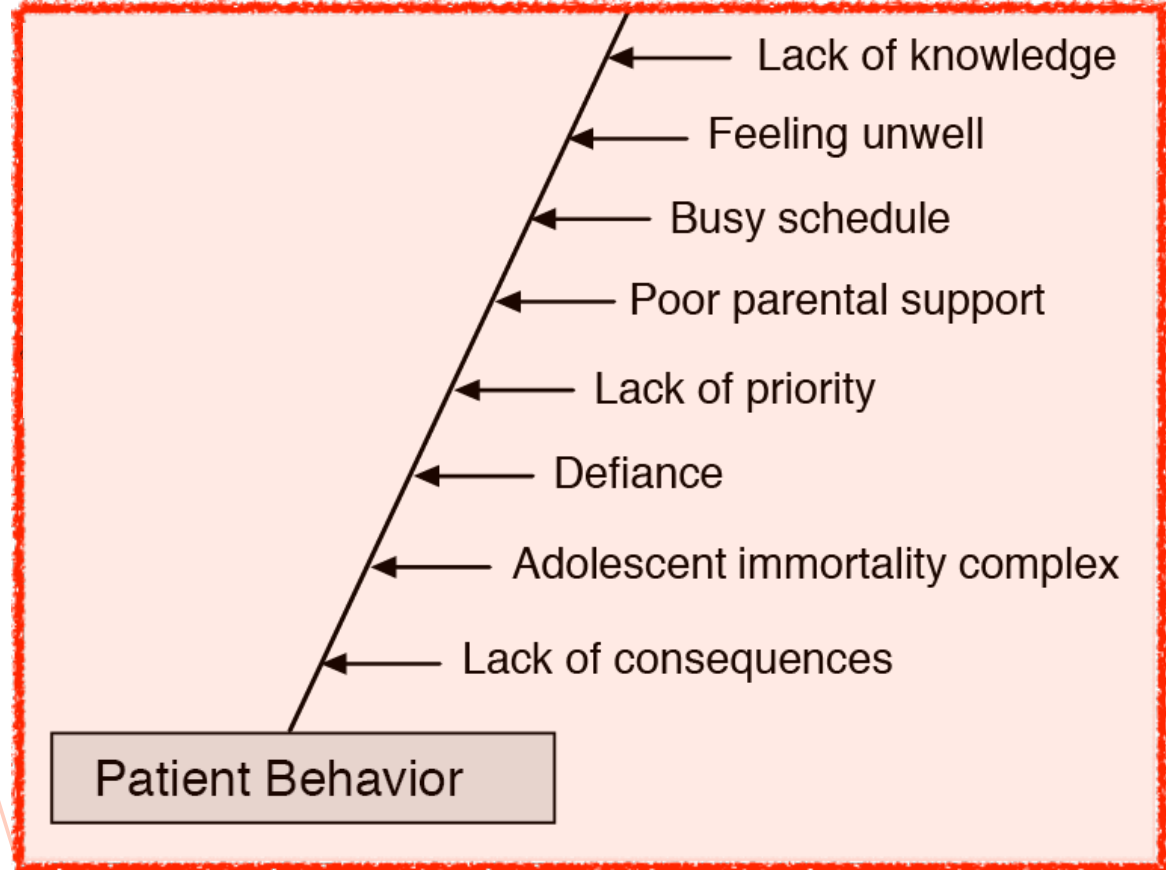 Lack of knowledge
Feeling unwell
Busy schedule
Poor parental support
Lack of priority
Defiance
Adolescent immortality complex
Lack of consequences
Patient Behavior